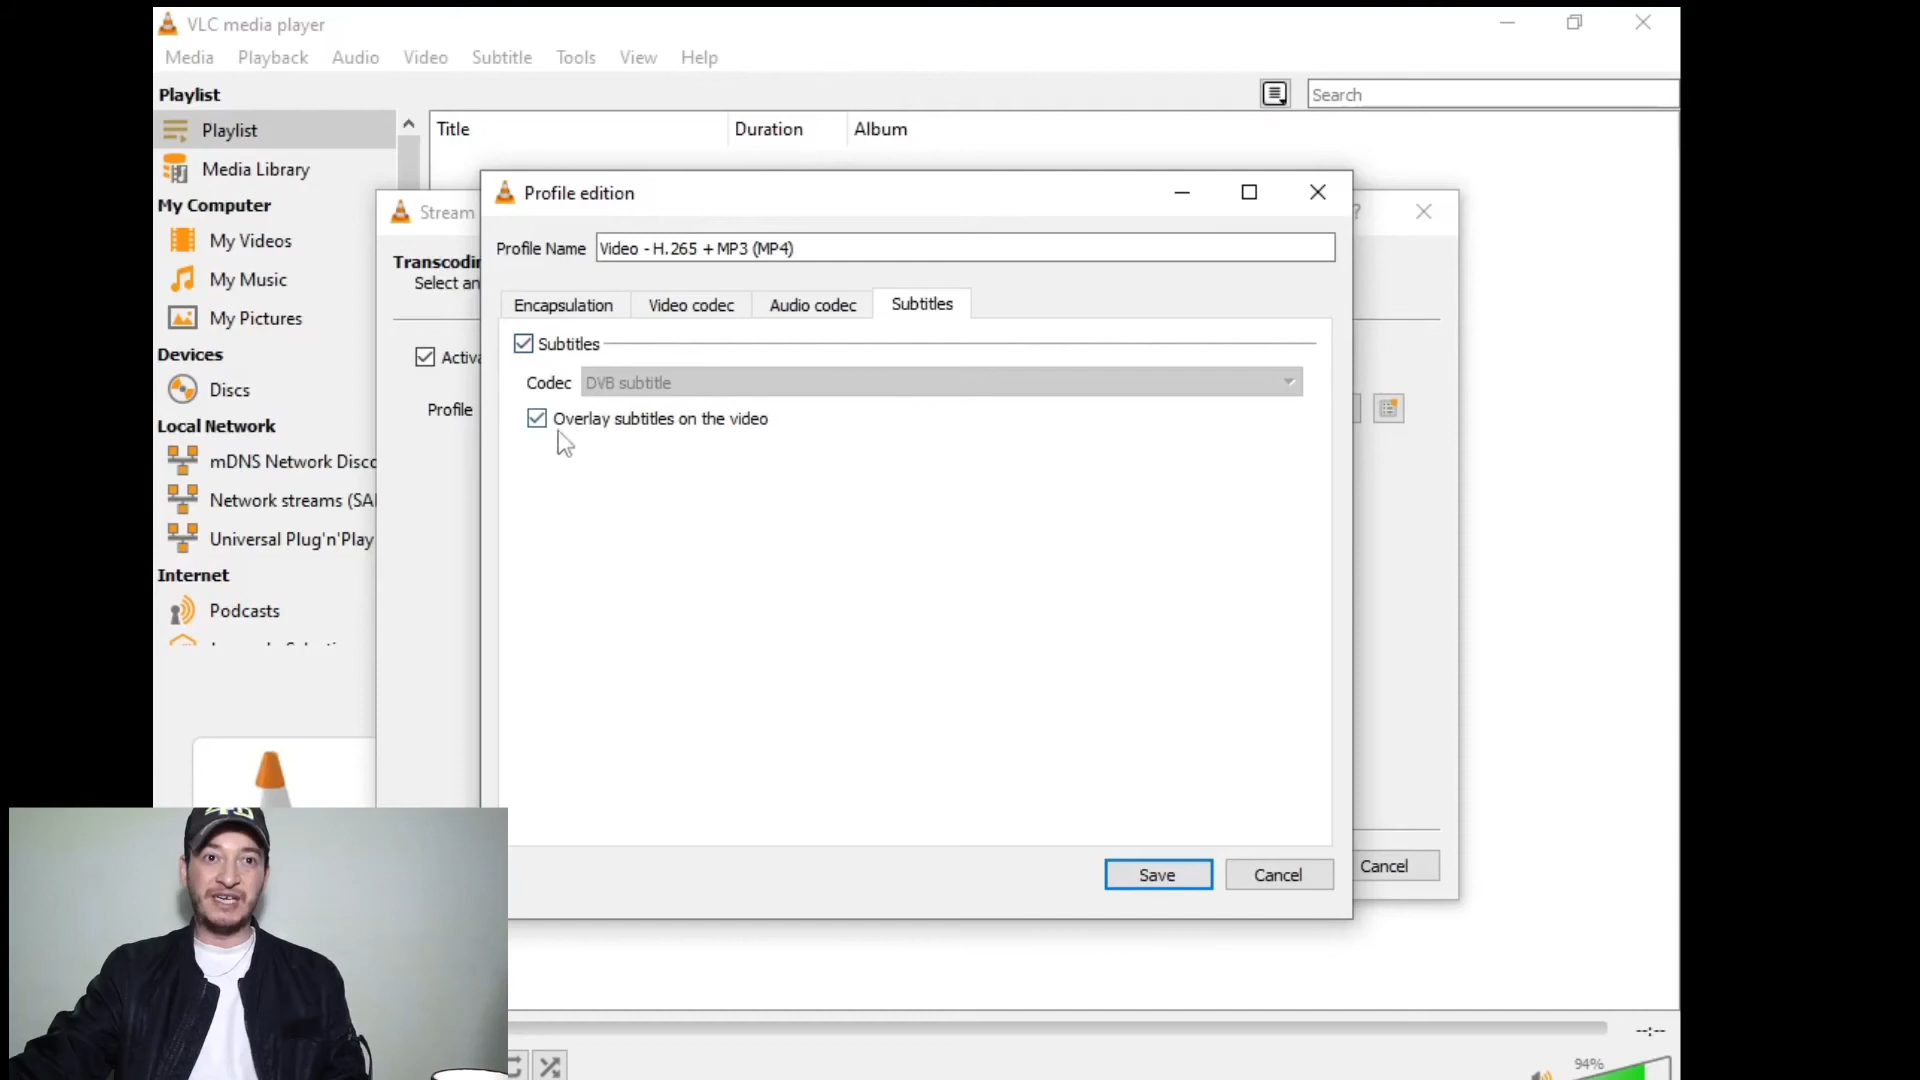 VLC media player
Media Playback Audio Video Subtitle Tools View Help
Playlist
Search
Playlist
Media Library
My Computer
My Videos
My Music
My Pictures
Devices
Discs
Local Network
mDNS Network Disco
Network streams (SA
Universal Plug'n'Play
Internet
Podcasts
Title Duration Album
Stream
?
Transcodin
Select an
Activa
Profile
Cancel
Profile edition
Profile Name Video - H.265 + MP3 (MP4)
Encapsulation Video codec Audio codec Subtitles
Subtitles
Codec DVB subtitle
Overlay subtitles on the video
Save Cancel
--:--
94%